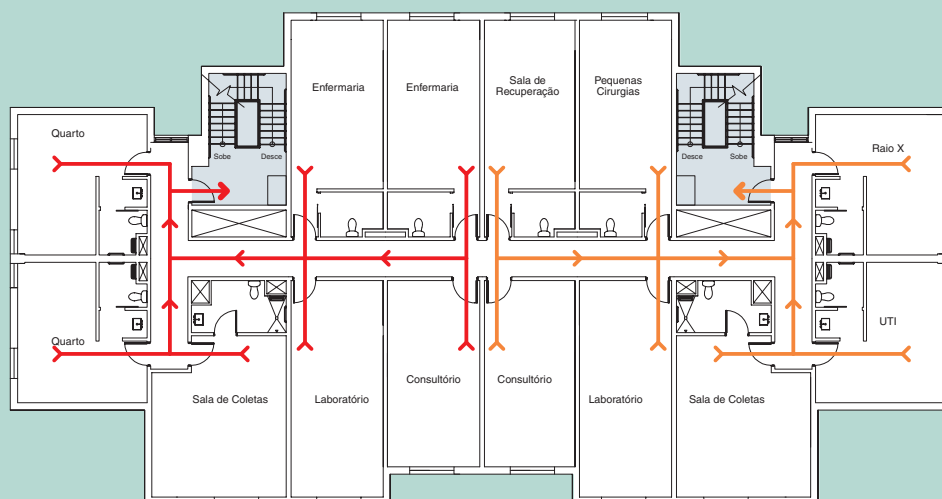 Enfermaria
Enfermaria
Sala de
Recuperação
Pequenas
Cirurgias
Quarto
Sobe
Desce
Desce
Sobe
Raio X
Quarto
UTI
Sala de Coletas
Laboratório
Consultório
Consultório
Laboratório
Sala de Coletas